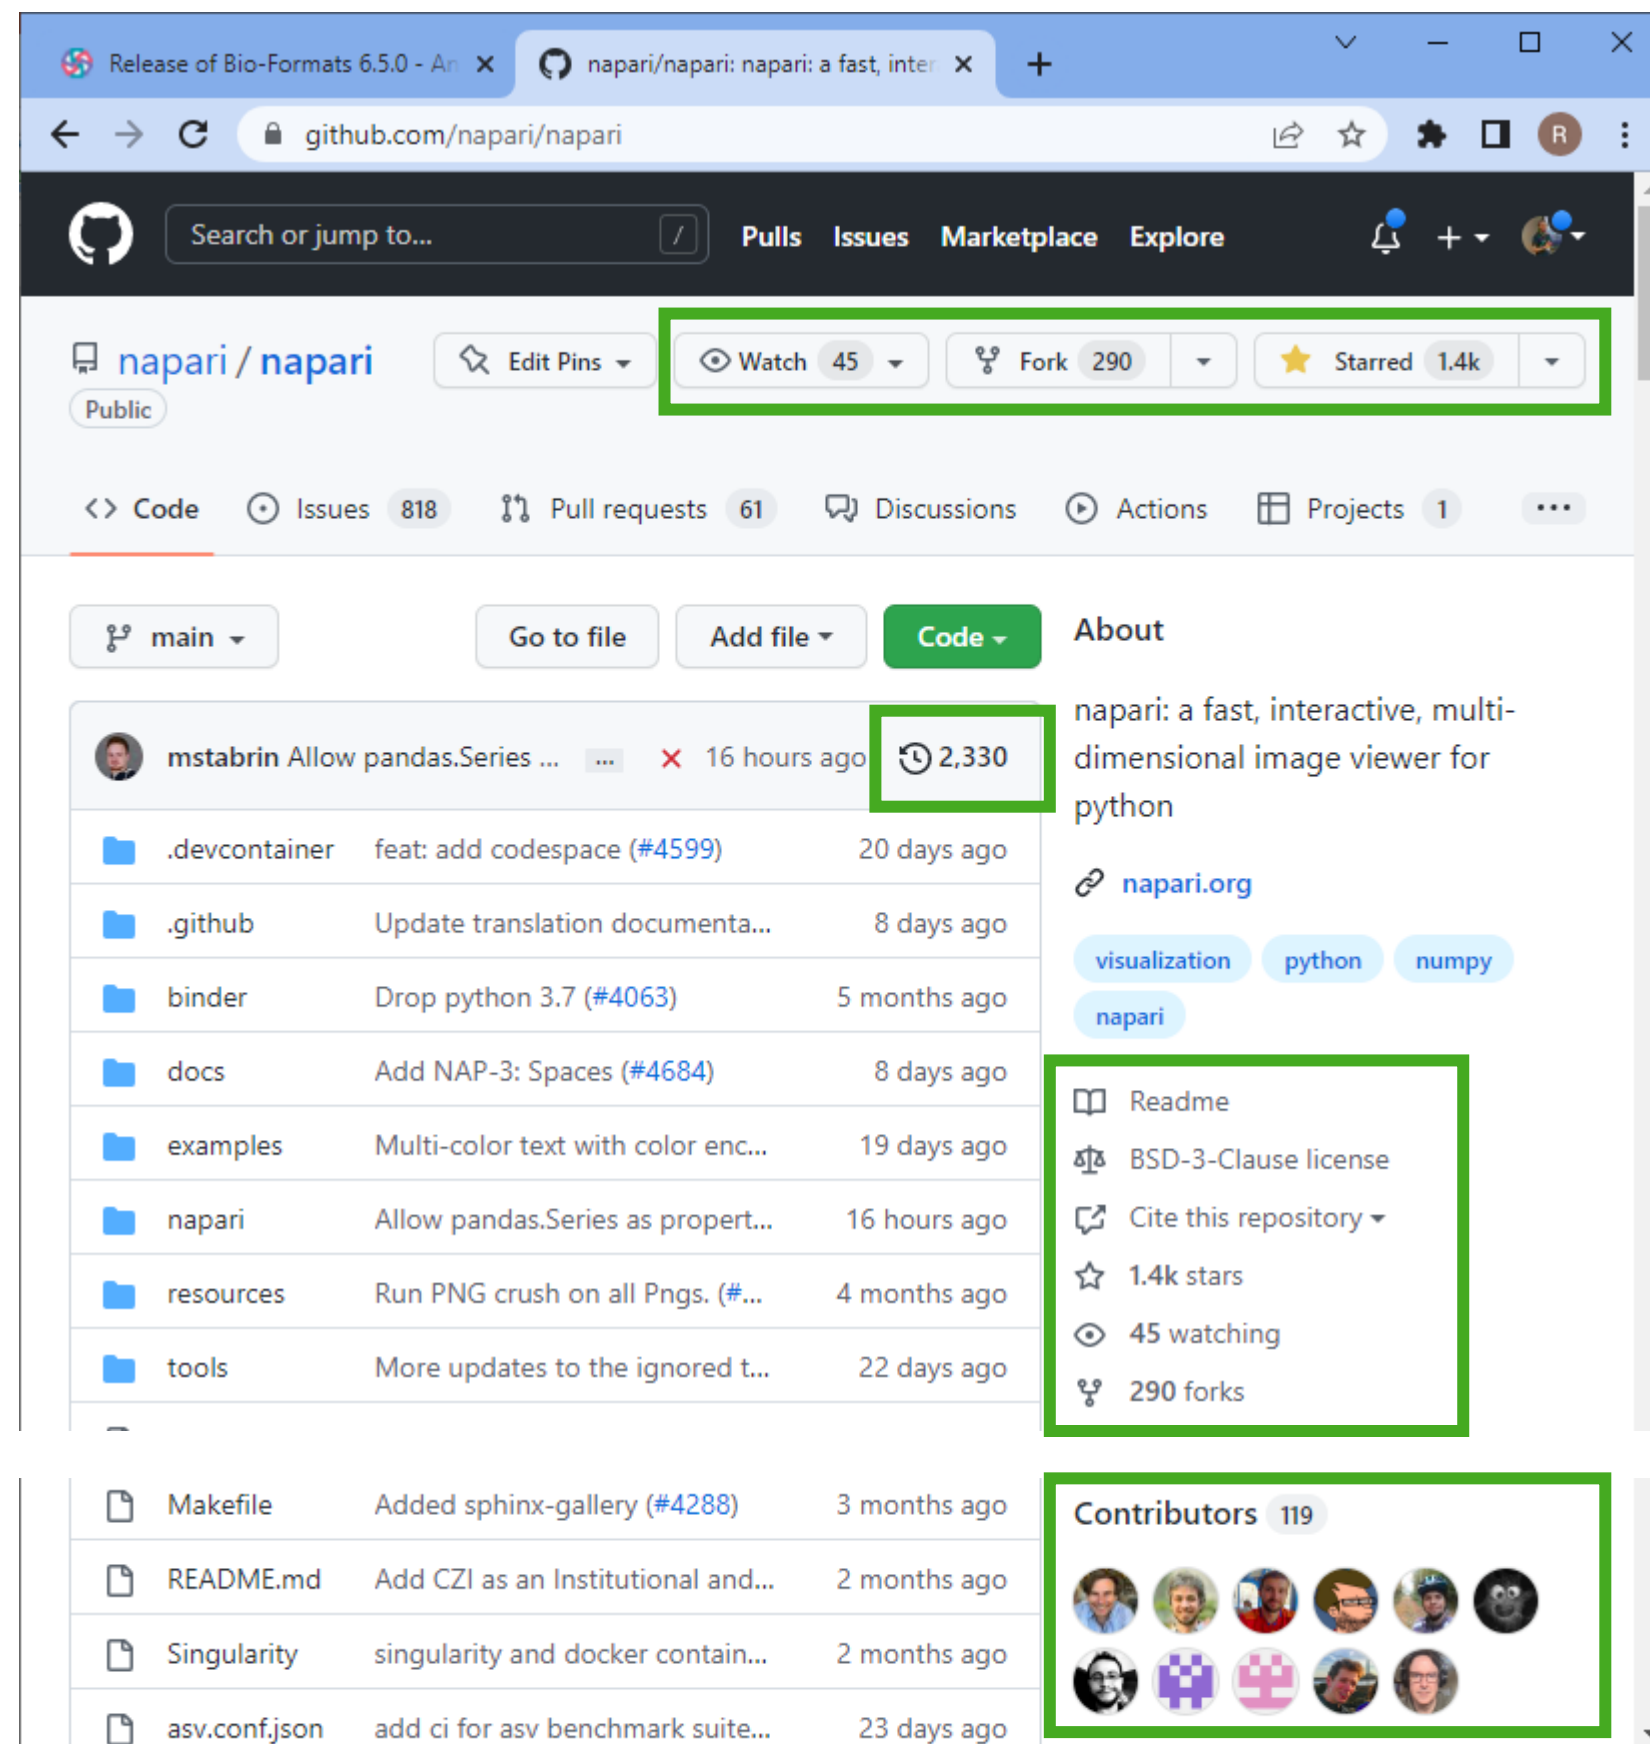 Release of Bio-Formats 6.5.0 - An
napari/napari: napari: a fast, inter
github.com/napari/napari
R
Search or jump to... / Pulls Issues Marketplace Explore
napari / napari Edit Pins Watch 45 Fork 290 Starred 1.4k
Public
<> Code Issues 818 Pull requests 61 Discussions Actions Projects 1 ...
main Go to file Add file Code
mstabrin Allow pandas.Series ... ... 16 hours ago 2,330
.devcontainer feat: add codespace (#4599) 20 days ago
.github Update translation documenta... 8 days ago
binder Drop python 3.7 (#4063) 5 months ago
docs Add NAP-3: Spaces (#4684) 8 days ago
examples Multi-color text with color enc... 19 days ago
napari Allow pandas.Series as propert... 16 hours ago
resources Run PNG crush on all Pngs. (#... 4 months ago
tools More updates to the ignored t... 22 days ago
Makefile Added sphinx-gallery (#4288) 3 months ago
README.md Add CZI as an Institutional and... 2 months ago
Singularity singularity and docker contain... 2 months ago
asv.conf.json add ci for asv benchmark suite... 23 days ago
About
napari: a fast, interactive, multi-
dimensional image viewer for
python
napari.org
visualization python numpy
napari
Readme
BSD-3-Clause license
Cite this repository
1.4k stars
45 watching
290 forks
Contributors 119